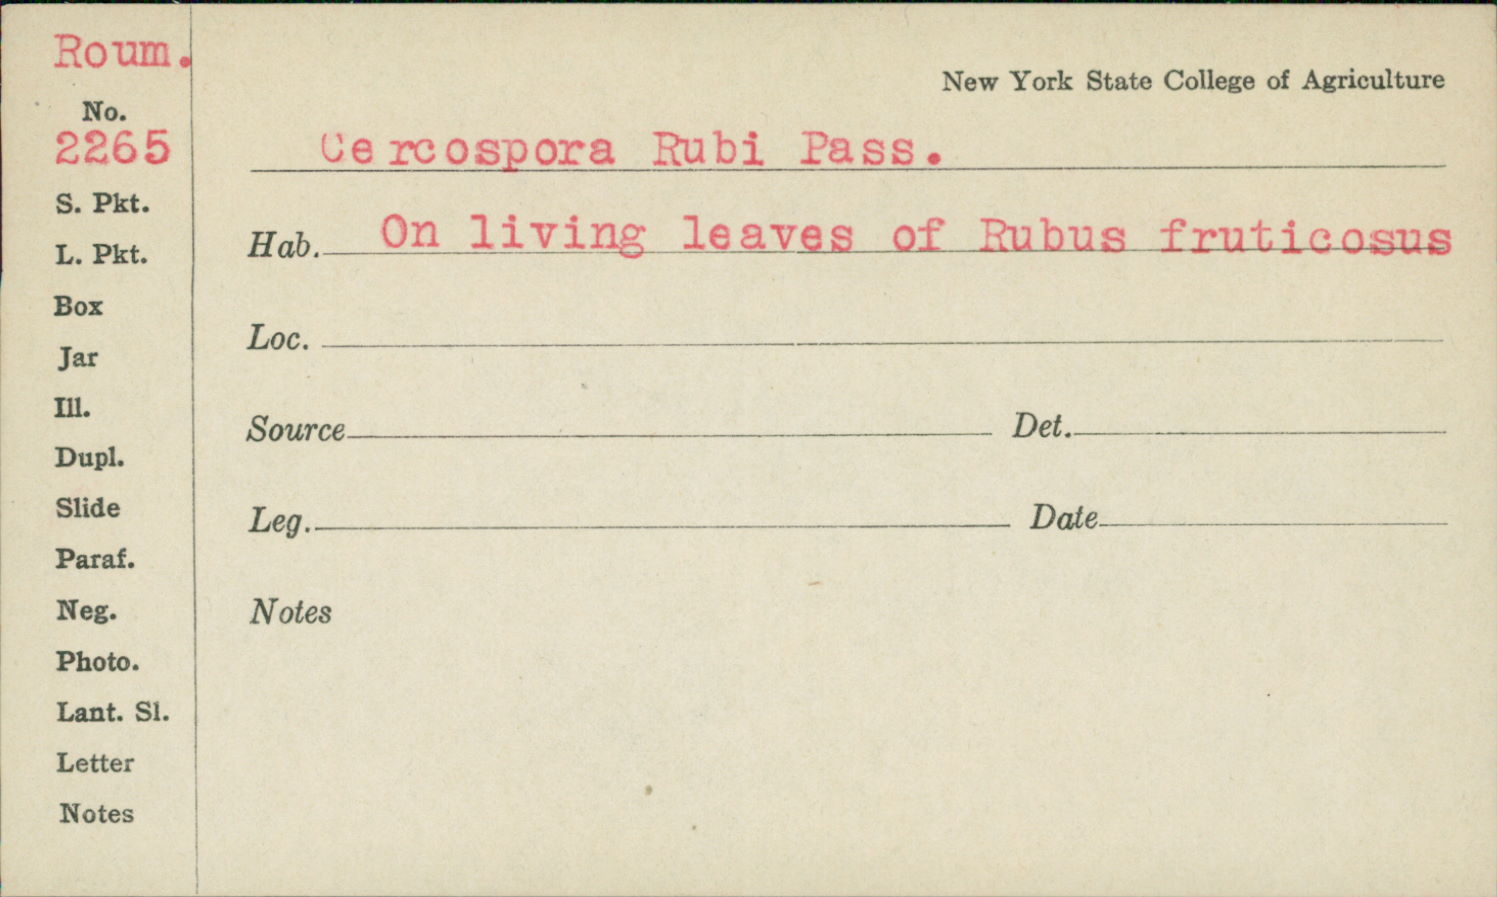 Roum.
New York State College of Agriculture
No.
2265
Cercospora Rubi Pass.
S. Pkt.
Hab. On living leaves of Rubus fruticosus
L. Pkt.
Box
Loc.
Jar
Ill.
Source Det.
Dupl.
Slide
Leg. Date
Paraf.
Neg.
Notes
Photo.
Lant. Sl.
Letter
Notes